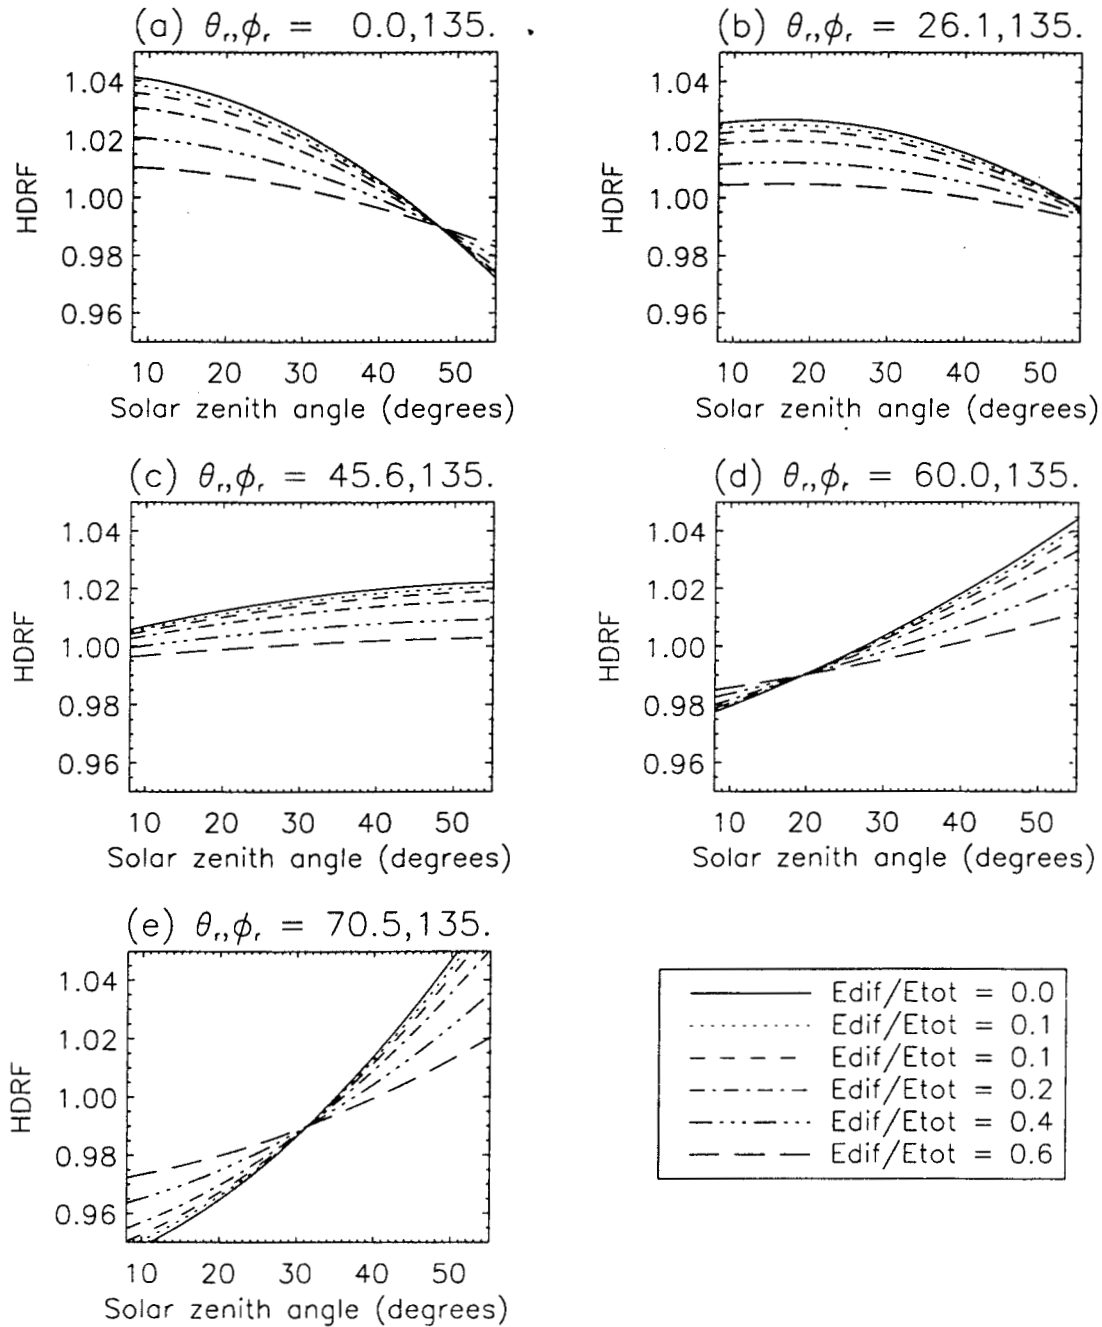 (a) θr,ϕr = 0.0,135.
(b) θr,ϕr = 26.1,135.
1.04
1.02
1.00
0.98
0.96
HDRF
10 20 30 40 50
Solar zenith angle (degrees)
1.04
1.02
1.00
0.98
0.96
HDRF
10 20 30 40 50
Solar zenith angle (degrees)
(c) θr,ϕr = 45.6,135.
(d) θr,ϕr = 60.0,135.
1.04
1.02
1.00
0.98
0.96
HDRF
10 20 30 40 50
Solar zenith angle (degrees)
1.04
1.02
1.00
0.98
0.96
HDRF
10 20 30 40 50
Solar zenith angle (degrees)
(e) θr,ϕr = 70.5,135.
1.04
1.02
1.00
0.98
0.96
HDRF
10 20 30 40 50
Solar zenith angle (degrees)
Edif/Etot = 0.0
Edif/Etot = 0.1
Edif/Etot = 0.1
Edif/Etot = 0.2
Edif/Etot = 0.4
Edif/Etot = 0.6